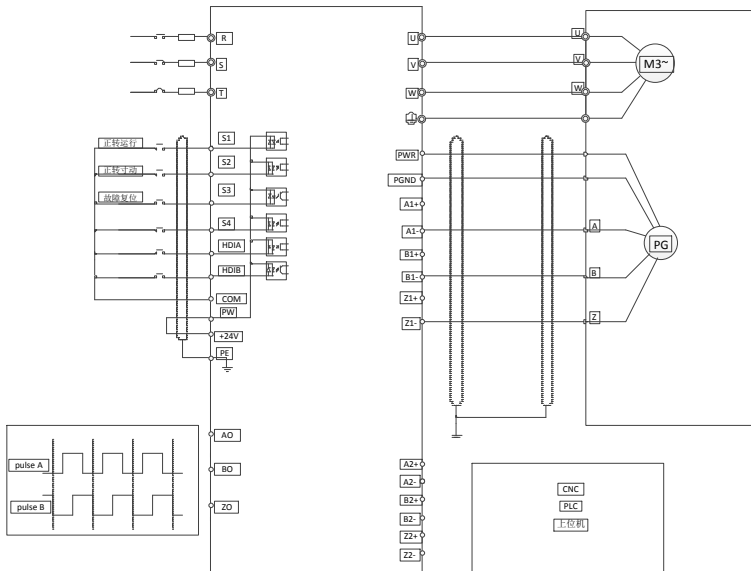 R
S
T
正转运行
正转寸动
故障复位
S1
S2
S3
S4
HDIA
HDIB
COM
PW
+24V
PE
AO
BO
ZO
pulse A
pulse B
U
V
W
PWR
PGND
A1+
A1-
B1+
B1-
Z1+
Z1-
A2+
A2-
B2+
B2-
Z2+
Z2-
U
V
W
M3~
A
B
Z
PG
CNC
PLC
上位机